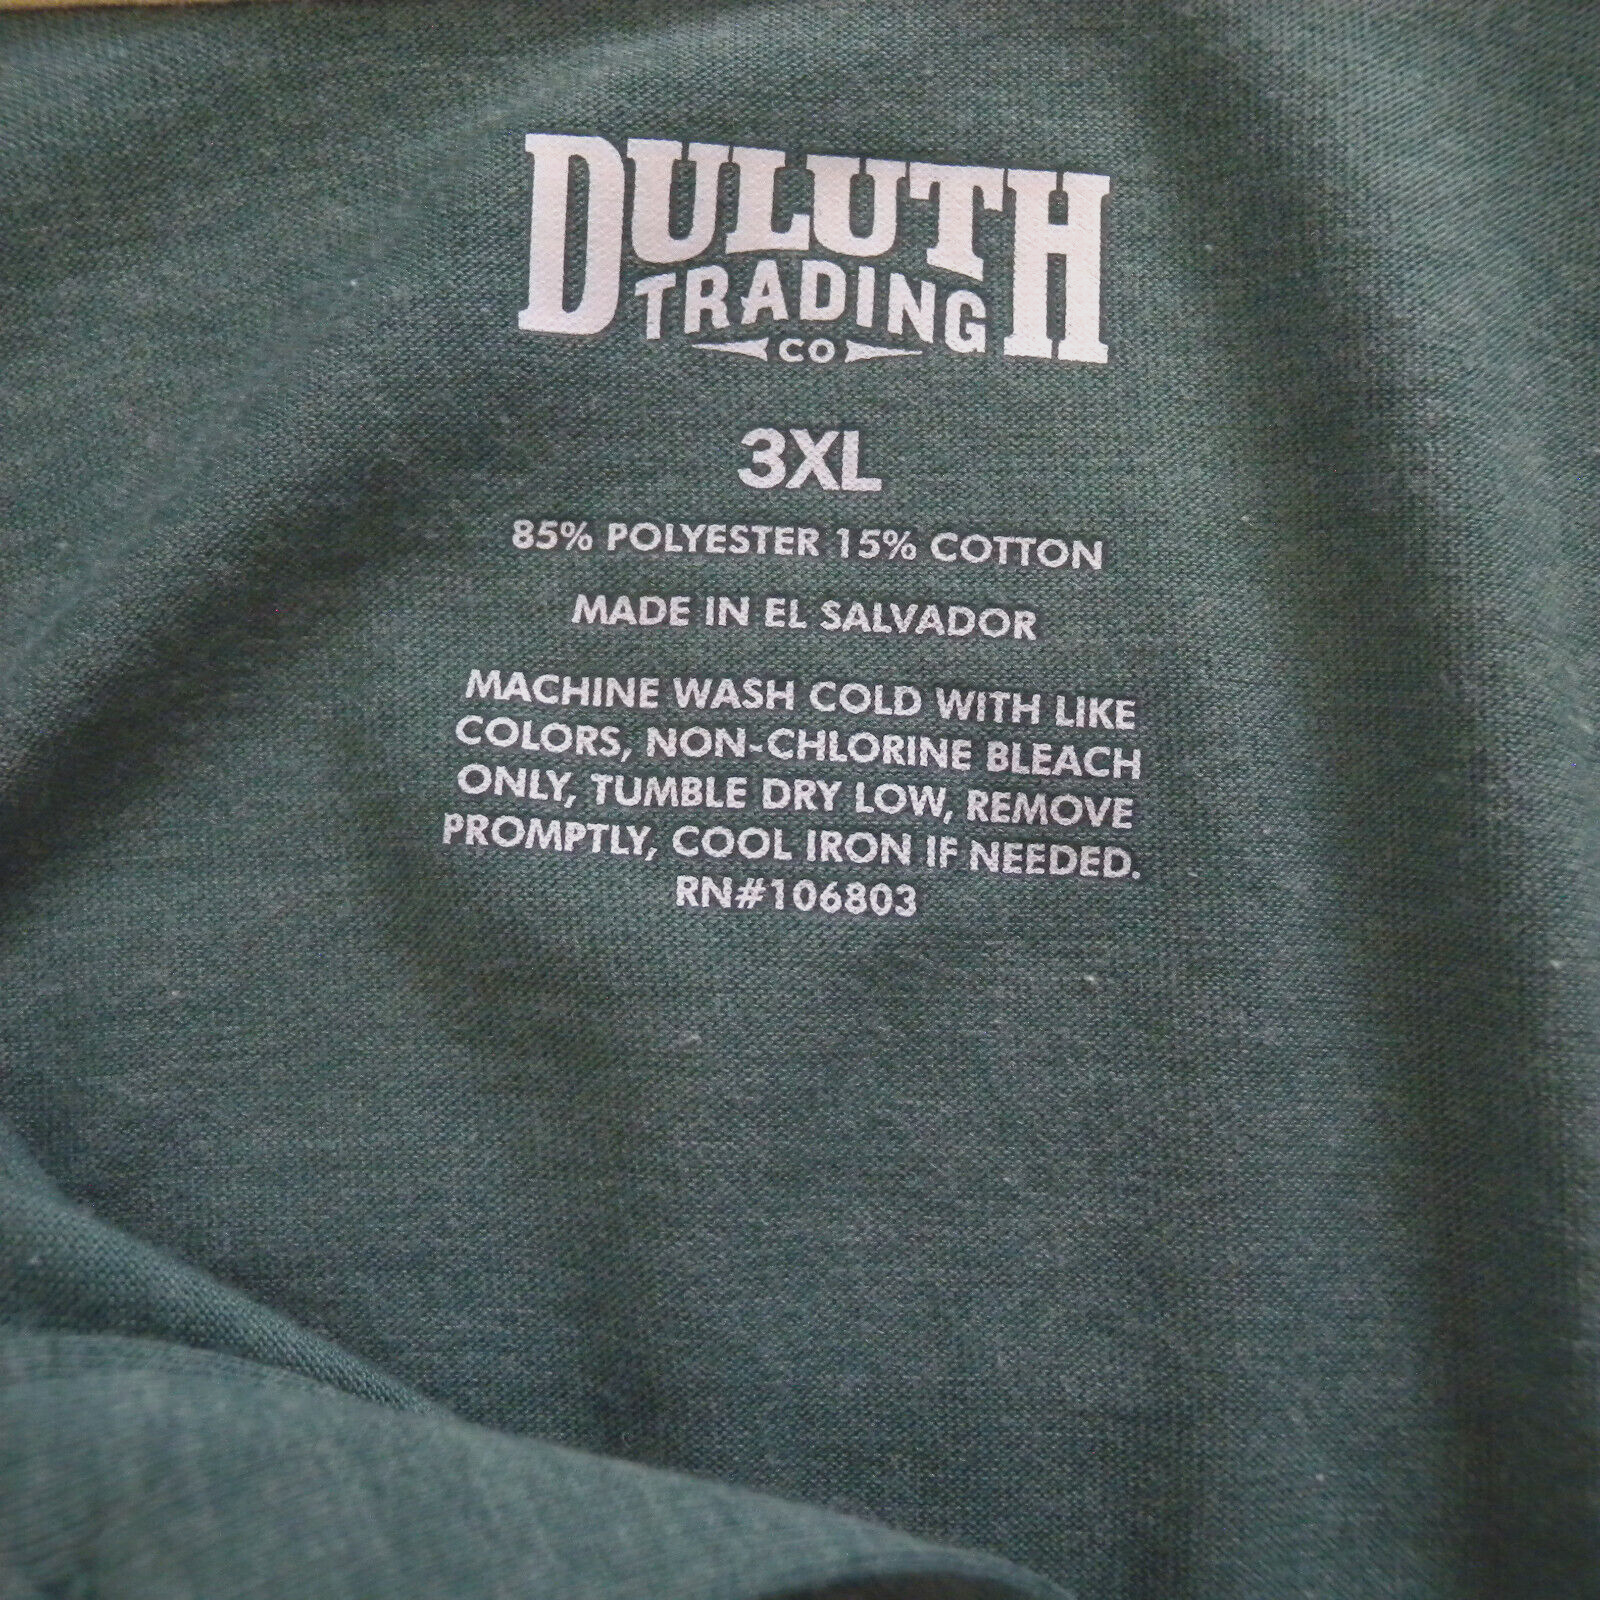 DULUTH
TRADING
CO
3XL
85% POLYESTER 15% COTTON
MADE IN EL SALVADOR
MACHINE WASH COLD WITH LIKE
COLORS, NON-CHLORINE BLEACH
ONLY, TUMBLE DRY LOW, REMOVE
PROMPTLY, COOL IRON IF NEEDED.
RN#106803